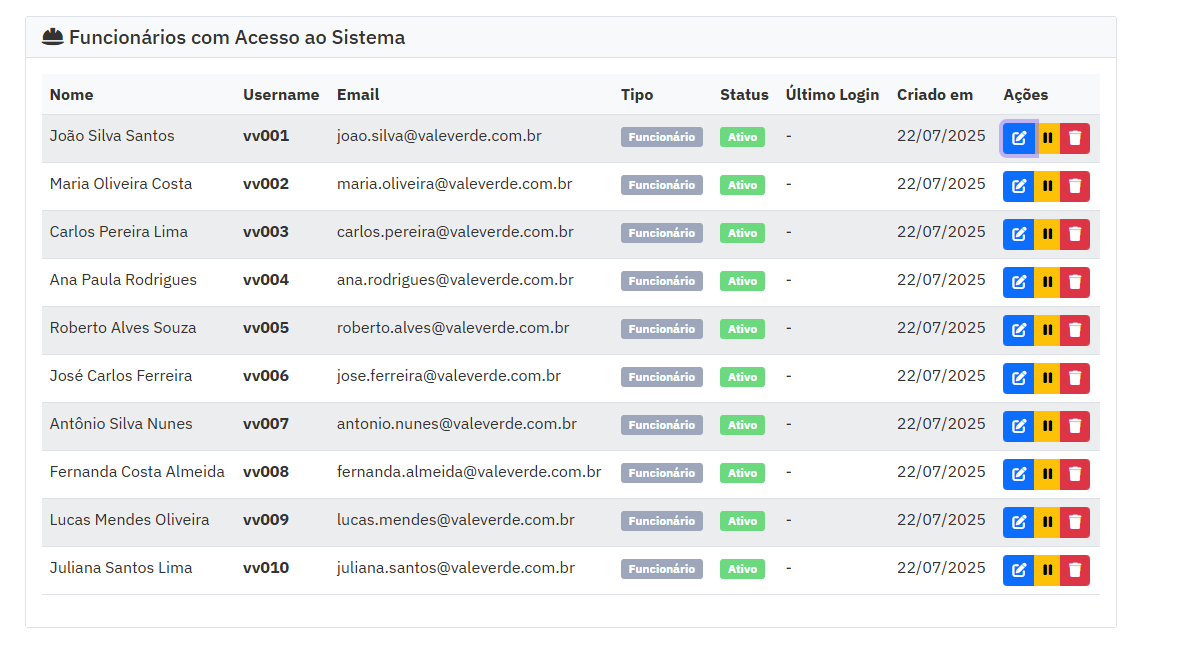 Funcionários com Acesso ao Sistema
Nome Username Email Tipo Status Último Login Criado em Ações
João Silva Santos vv001 joao.silva@valeverde.com.br Funcionário Ativo - 22/07/2025
Maria Oliveira Costa vv002 maria.oliveira@valeverde.com.br Funcionário Ativo - 22/07/2025
Carlos Pereira Lima vv003 carlos.pereira@valeverde.com.br Funcionário Ativo - 22/07/2025
Ana Paula Rodrigues vv004 ana.rodrigues@valeverde.com.br Funcionário Ativo - 22/07/2025
Roberto Alves Souza vv005 roberto.alves@valeverde.com.br Funcionário Ativo - 22/07/2025
José Carlos Ferreira vv006 jose.ferreira@valeverde.com.br Funcionário Ativo - 22/07/2025
Antônio Silva Nunes vv007 antonio.nunes@valeverde.com.br Funcionário Ativo - 22/07/2025
Fernanda Costa Almeida vv008 fernanda.almeida@valeverde.com.br Funcionário Ativo - 22/07/2025
Lucas Mendes Oliveira vv009 lucas.mendes@valeverde.com.br Funcionário Ativo - 22/07/2025
Juliana Santos Lima vv010 juliana.santos@valeverde.com.br Funcionário Ativo - 22/07/2025